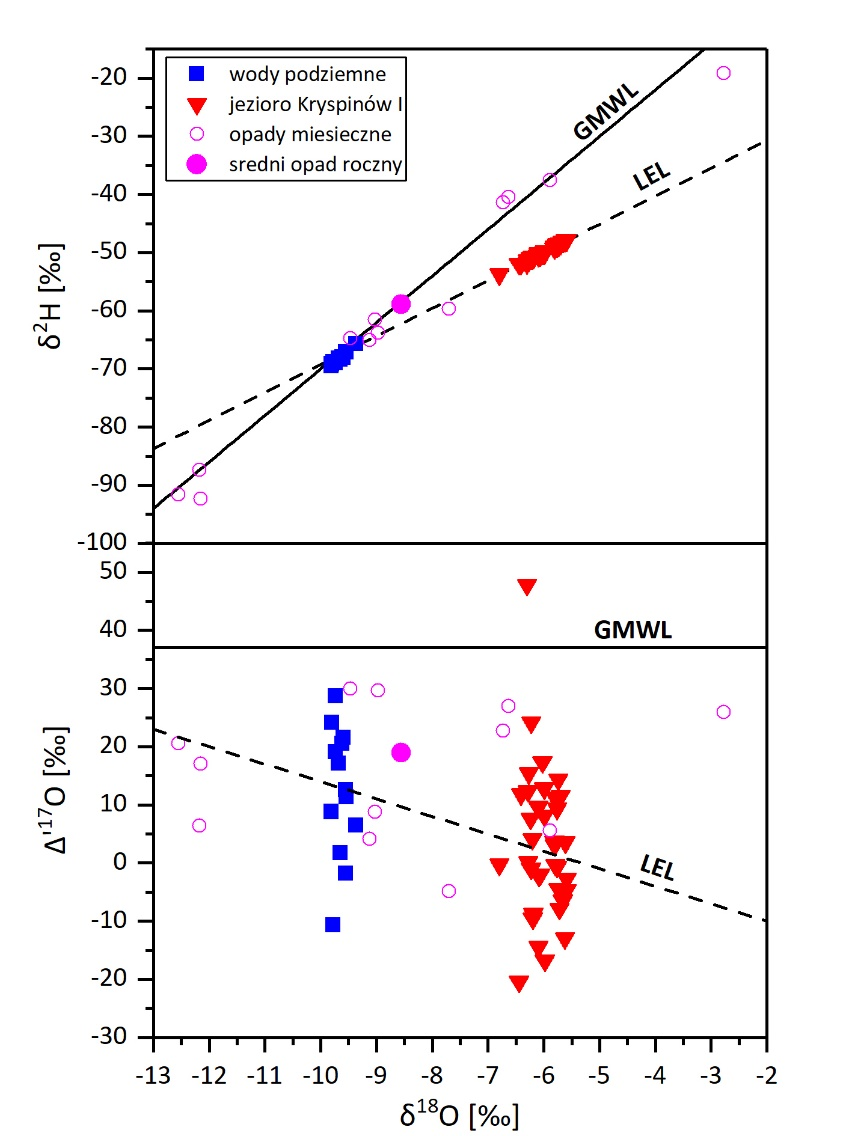 -20
-30
-40
-50
-60
-70
-80
-90
-100
δ²H [‰]
wody podziemne
jezioro Kryspinów I
opady miesieczne
sredni opad roczny
GMWL
LEL
50
40
30
20
10
0
-10
-20
-30
Δ'¹⁷O [‰]
GMWL
LEL
-13 -12 -11 -10 -9 -8 -7 -6 -5 -4 -3 -2
δ¹⁸O [‰]